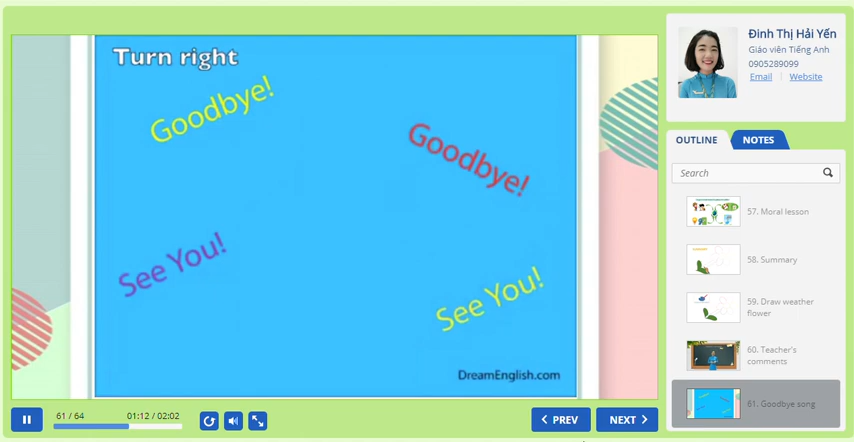 Turn right
Goodbye!
Goodbye!
See You!
See You!
DreamEnglish.com
61 / 64
01:12 / 02:02
PREV
NEXT
Đinh Thị Hải Yến
Giáo viên Tiếng Anh
0905289099
Email | Website
OUTLINE
NOTES
Search
57. Moral lesson
58. Summary
59. Draw weather
flower
60. Teacher's
comments
61. Goodbye song